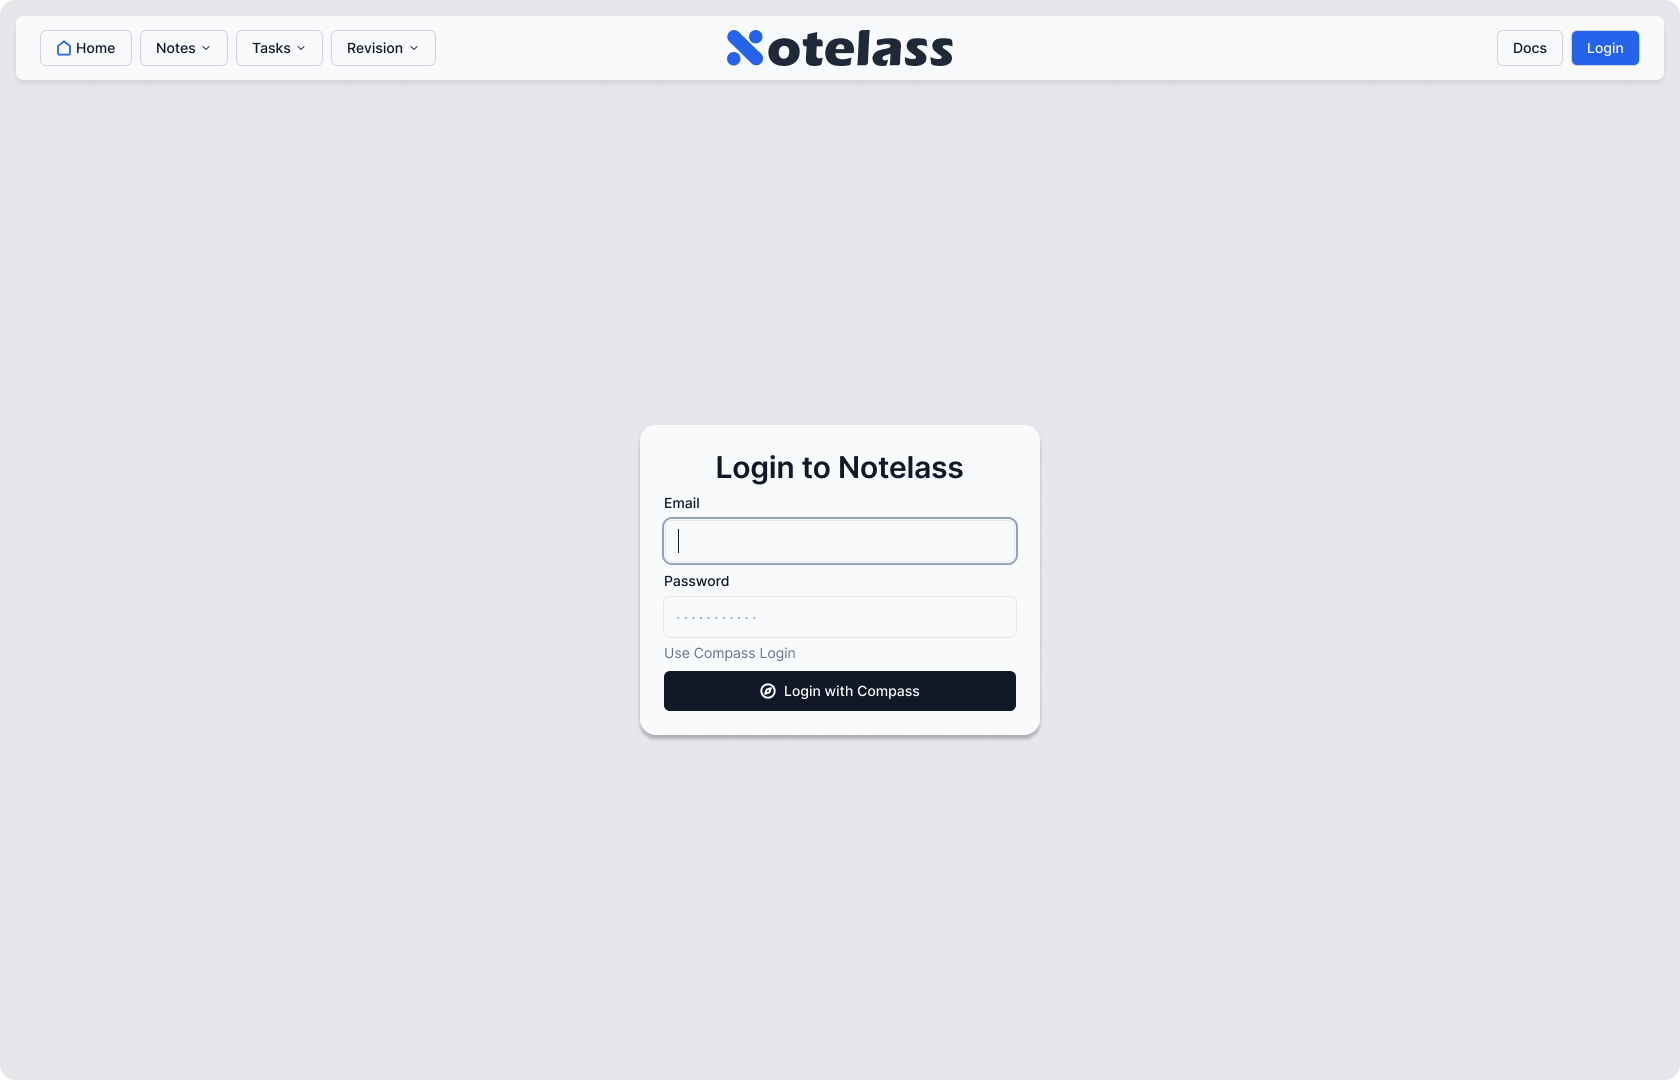 Home
Notes
Tasks
Revision
Notelass
Docs
Login
Login to Notelass
Email
Password
Use Compass Login
Login with Compass